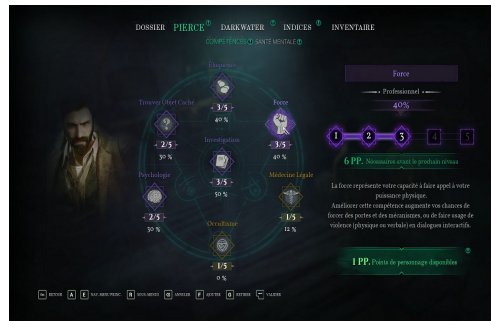 DOSSIER PIERCE DARKWATER INDICES INVENTAIRE
COMPÉTENCES SANTÉ MENTALE
Éloquence
3/5
40 %
Trouver Objet Caché
2/5
30 %
Force
3/5
40 %
Investigation
3/5
50 %
Psychologie
2/5
30 %
Médecine Légale
1/5
12 %
Occultisme
1/5
0 %
Force
Professionnel
40%
1 2 3 4 5
6 PP. Nécessaires avant le prochain niveau
La force représente votre capacité à faire appel à votre
puissance physique.
Améliorer cette compétence augmente vos chances de
forcer des portes et des mécanismes, ou de faire usage de
violence (physique ou verbale) en dialogues interactifs.
1 PP. Points de personnage disponibles
RETOUR A E NAV. MENU PRINC. R SOUS-MENUS ANNULER F AJOUTER RETIRER VALIDER